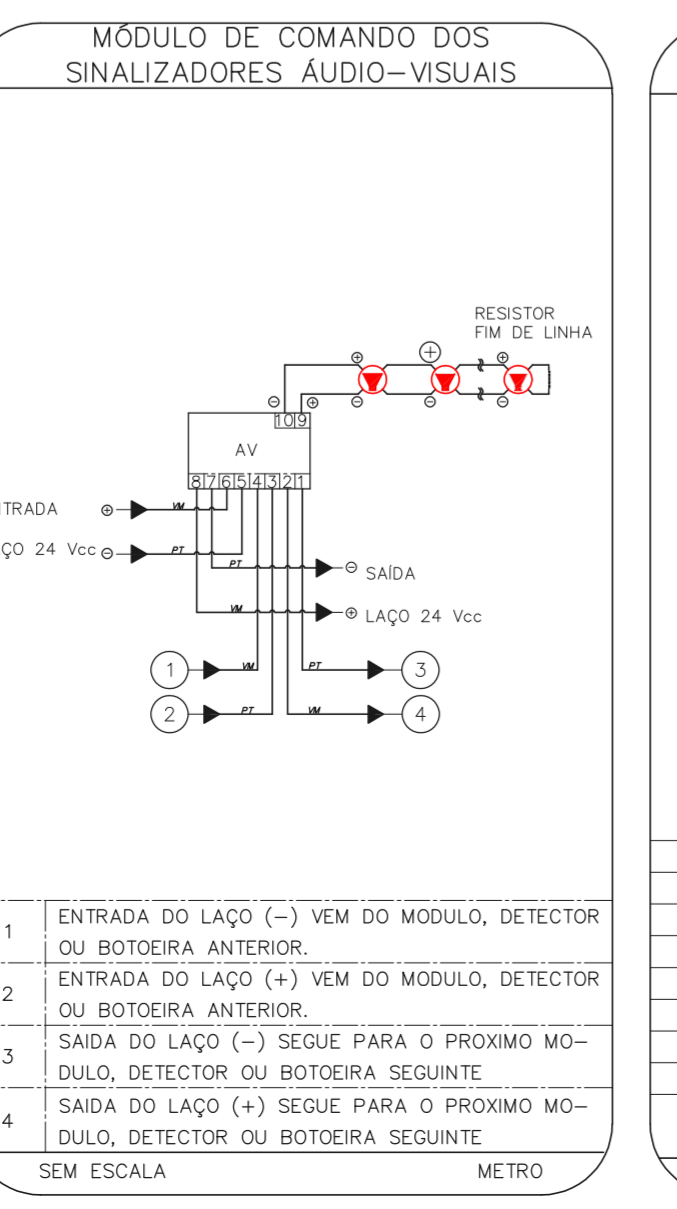 MÓDULO DE COMANDO DOS
SINALIZADORES ÁUDIO-VISUAIS
RESISTOR
FIM DE LINHA
+
+ +
- + - - -
10 9
AV
8 7 6 5 4 3 2 1
+ VM
24 Vcc - PT
PT - SAÍDA
VM + LAÇO 24 Vcc
1 VM PT 3
2 PT VM 4
1 ENTRADA DO LAÇO (-) VEM DO MODULO, DETECTOR
OU BOTOEIRA ANTERIOR.
2 ENTRADA DO LAÇO (+) VEM DO MODULO, DETECTOR
OU BOTOEIRA ANTERIOR.
3 SAIDA DO LAÇO (-) SEGUE PARA O PROXIMO MO-
DULO, DETECTOR OU BOTOEIRA SEGUINTE
4 SAIDA DO LAÇO (+) SEGUE PARA O PROXIMO MO-
DULO, DETECTOR OU BOTOEIRA SEGUINTE
SEM ESCALA METRO